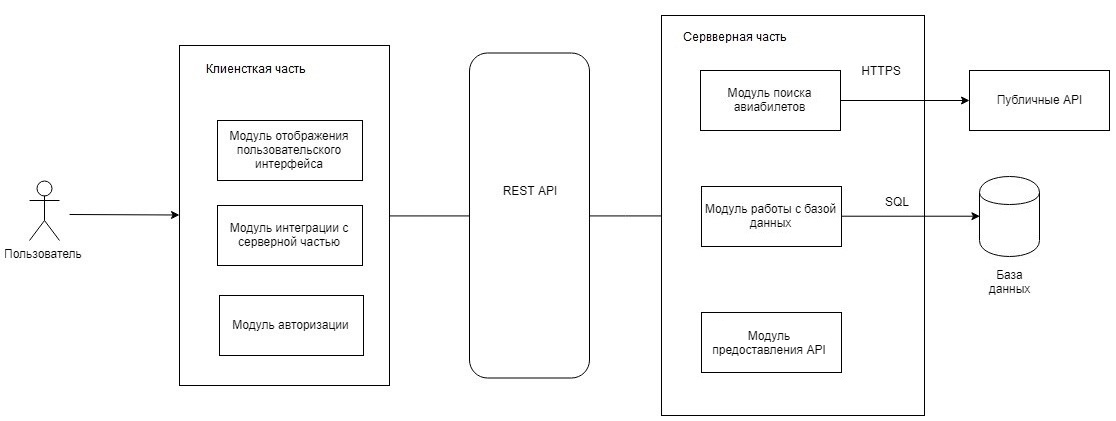 Пользователь
Клиенсткая часть
Модуль отображения
пользовательского
интерфейса
Модуль интеграции с
серверной частью
Модуль авторизации
REST API
Сервверная часть
Модуль поиска
авиабилетов
HTTPS
Публичные API
Модуль работы с базой
данных
SQL
База
данных
Модуль
предоставления API